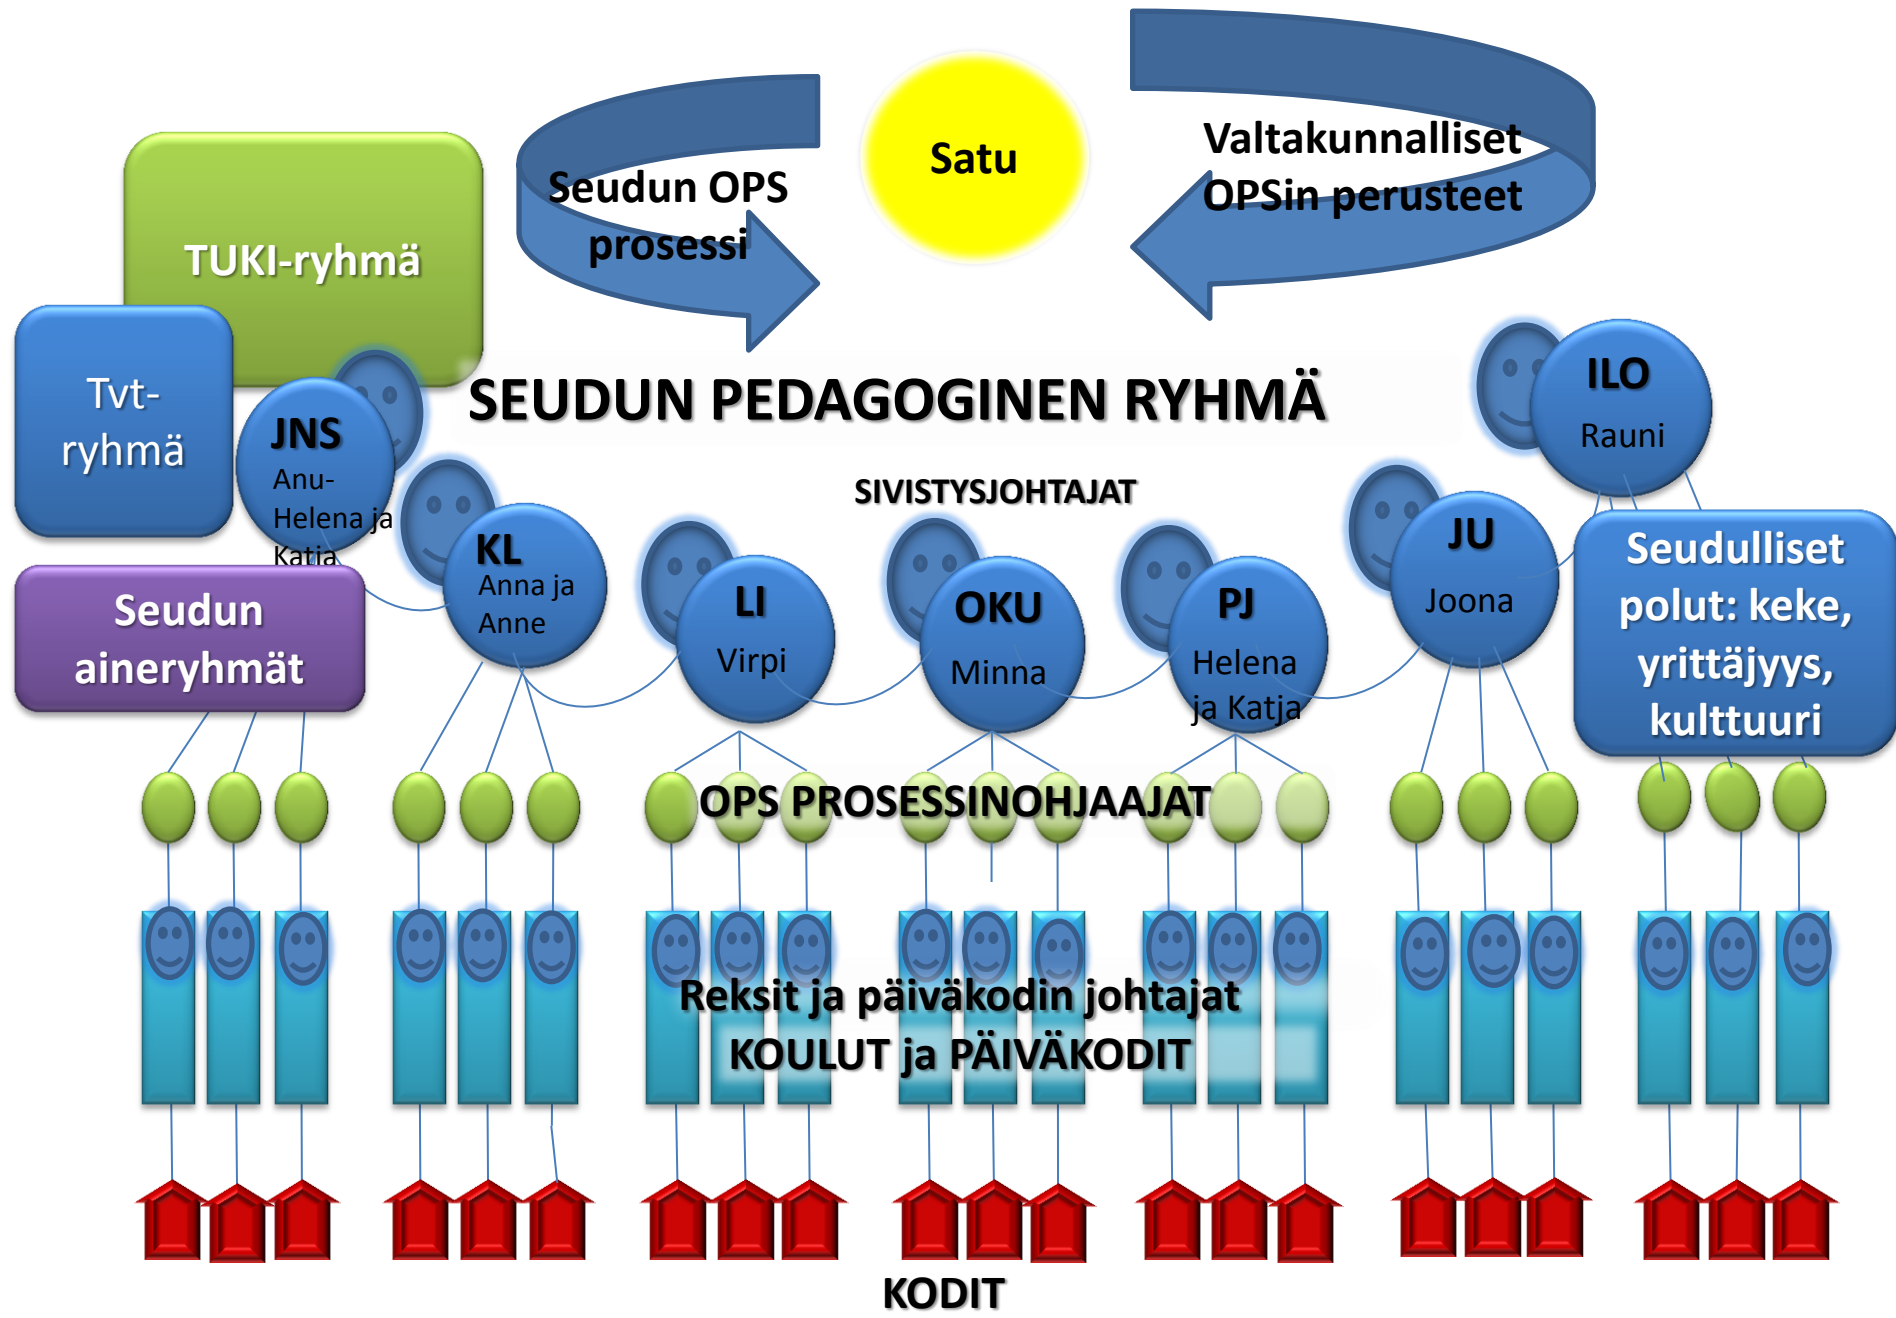 Satu
Seudun OPS
prosessi
Valtakunnalliset
OPSin perusteet
TUKI-ryhmä
Tvt-
ryhmä
SEUDUN PEDAGOGINEN RYHMÄ
SIVISTYSJOHTAJAT
JNS
Anu-
Helena ja
Katja
KL
Anna ja
Anne
LI
Virpi
OKU
Minna
PJ
Helena
ja Katja
JU
Joona
ILO
Rauni
Seudun
aineryhmät
Seudulliset
polut: keke,
yrittäjyys,
kulttuuri
OPS PROSESSINOHJAAJAT
Reksit ja päiväkodin johtajat
KOULUT ja PÄIVÄKODIT
KODIT